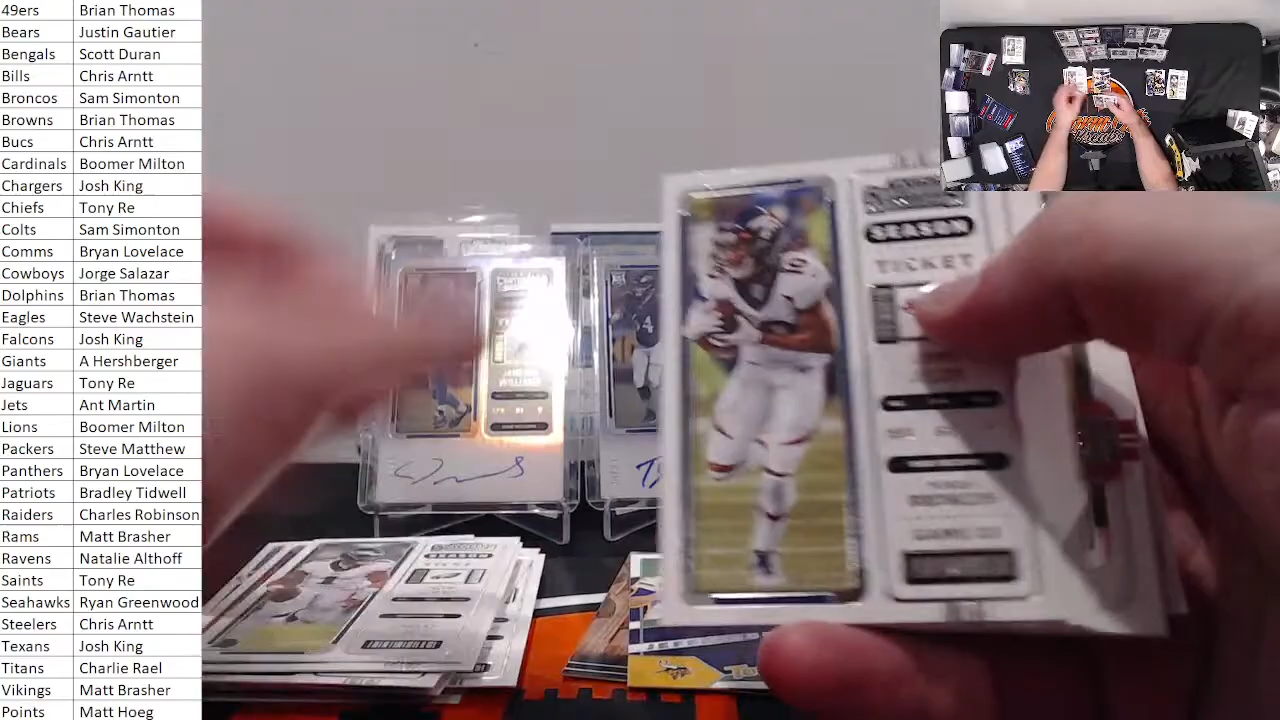 49ers Brian Thomas
Bears Justin Gautier
Bengals Scott Duran
Bills Chris Arntt
Broncos Sam Simonton
Browns Brian Thomas
Bucs Chris Arntt
Cardinals Boomer Milton
Chargers Josh King
Chiefs Tony Re
Colts Sam Simonton
Comms Bryan Lovelace
Cowboys Jorge Salazar
Dolphins Brian Thomas
Eagles Steve Wachstein
Falcons Josh King
Giants A Hershberger
Jaguars Tony Re
Jets Ant Martin
Lions Boomer Milton
Packers Steve Matthew
Panthers Bryan Lovelace
Patriots Bradley Tidwell
Raiders Charles Robinson
Rams Matt Brasher
Ravens Natalie Althoff
Saints Tony Re
Seahawks Ryan Greenwood
Steelers Chris Arntt
Texans Josh King
Titans Charlie Rael
Vikings Matt Brasher
Points Matt Hoeg
SEASON
TICKET
SEASON